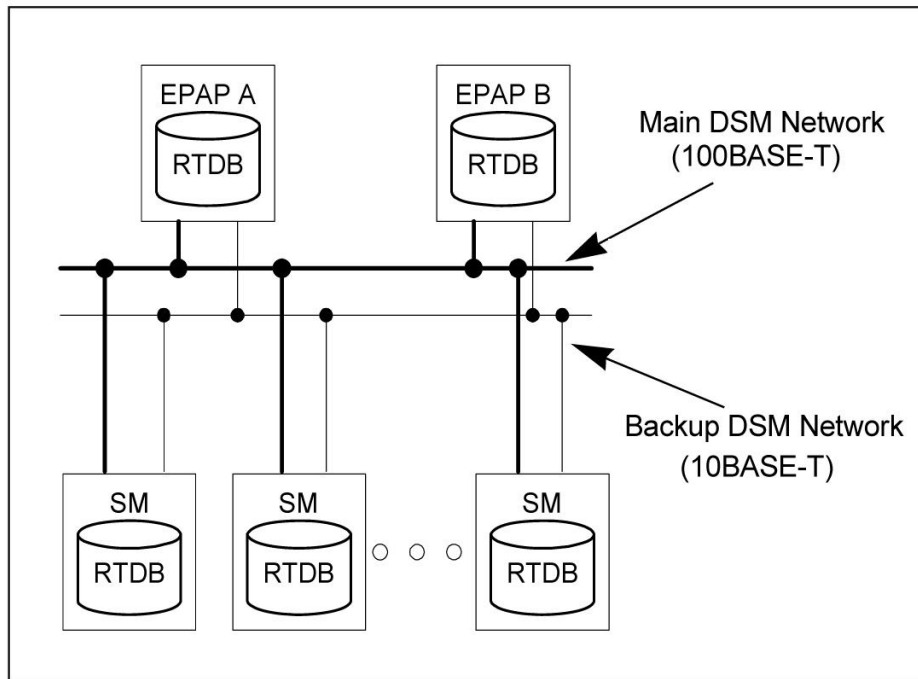 EPAP A
RTDB
EPAP B
RTDB
Main DSM Network
(100BASE-T)
Backup DSM Network
(10BASE-T)
SM
RTDB
SM
RTDB
SM
RTDB